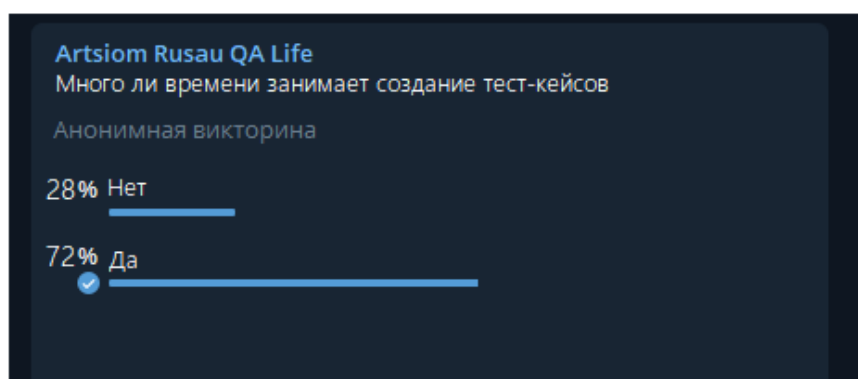 Artsiom Rusau QA Life
Много ли времени занимает создание тест-кейсов
Анонимная викторина
28% Нет
72% Да